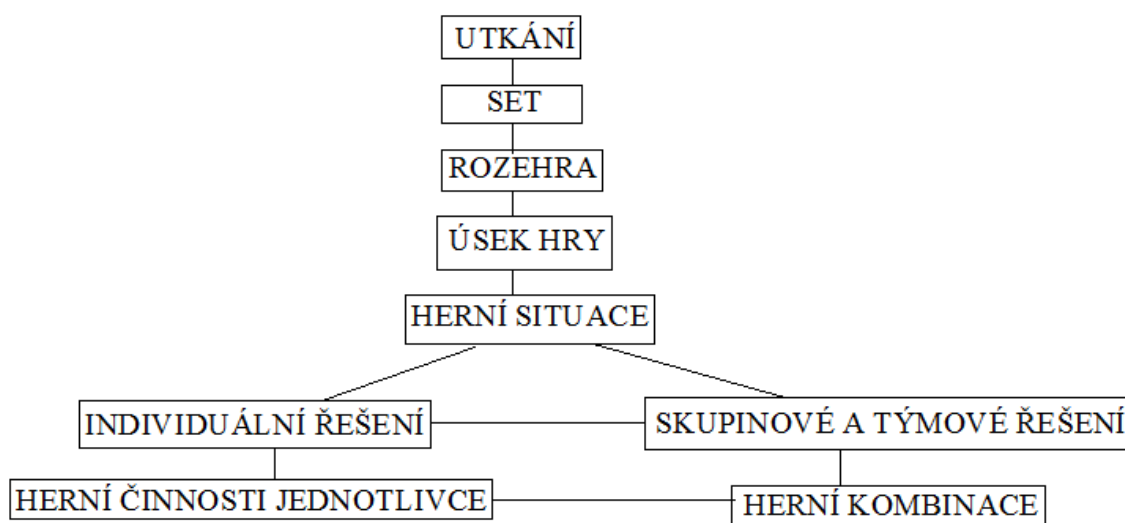 UTKÁNÍ
SET
ROZEHRA
ÚSEK HRY
HERNÍ SITUACE
INDIVIDUÁLNÍ ŘEŠENÍ
SKUPINOVÉ A TÝMOVÉ ŘEŠENÍ
HERNÍ ČINNOSTI JEDNOTLIVCE
HERNÍ KOMBINACE